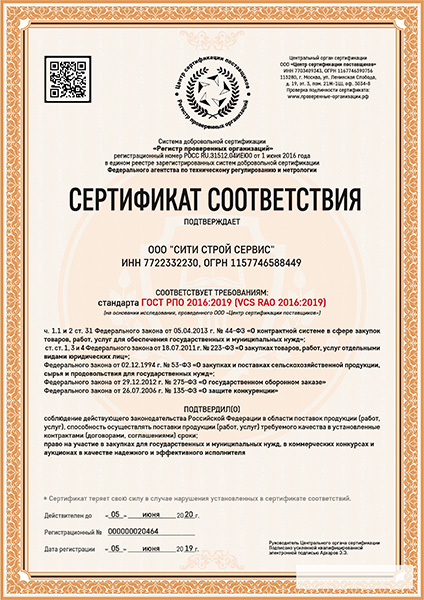 Центр сертификации поставщиков
Регистр проверенных организаций
Центральный орган сертификации
ООО «Центр сертификации поставщиков»
ИНН 7703409343, ОГРН 1167746390736
115280, г. Москва, ул. Ленинская Слобода,
д. 19, эт. 5, пом. 21Ж-1Ш, оф. 5034-8
Проверка подлинности сертификата:
www.проверенные-организации.рф
Система добровольной сертификации
«Регистр проверенных организаций»
регистрационный номер РОСС RU.31512.04ИЕЮ0 от 1 июня 2016 года
в едином реестре зарегистрированных систем добровольной сертификации
Федерального агентства по техническому регулированию и метрологии
СЕРТИФИКАТ СООТВЕТСТВИЯ
ПОДТВЕРЖДАЕТ
ООО "СИТИ СТРОЙ СЕРВИС"
ИНН 7722332230, ОГРН 1157746588449
СООТВЕТСТВУЕТ ТРЕБОВАНИЯМ:
стандарта ГОСТ РПО 2016:2019 (VCS RAO 2016:2019)
(на основании исследования, проведенного ООО «Центр сертификации поставщиков»)
ч. 1.1 и 2 ст. 31 Федерального закона от 05.04.2013 г. № 44-ФЗ «О контрактной системе в сфере закупок
товаров, работ, услуг для обеспечения государственных и муниципальных нужд»;
ст. ст. 1, 3 и 4 Федерального закона от 18.07.2011 г. № 223-ФЗ «О закупках товаров, работ, услуг отдельными
видами юридических лиц»;
Федерального закона от 02.12.1994 г. № 53-ФЗ «О закупках и поставках сельскохозяйственной продукции,
сырья и продовольствия для государственных нужд»;
Федерального закона от 29.12.2012 г. № 275-ФЗ «О государственном оборонном заказе»
Федерального закона от 26.07.2006 г. № 135-ФЗ «О защите конкуренции»
ПОДТВЕРДИЛ(О)
соблюдение действующего законодательства Российской Федерации в области поставок продукции (работ,
услуг), способность осуществлять поставки продукции (работ, услуг) требуемого качества в установленные
контрактами (договорами, соглашениями) сроки;
право на участие в закупках для государственных и муниципальных нужд, в коммерческих конкурсах и
аукционах в качестве надежного и эффективного исполнителя
* Сертификат теряет свою силу в случае нарушения установленных в сертификате соответствий.
Действителен до - 05 - июня 2020 г.
Регистрационный № 000000020464
Дата регистрации - 05 - июня 2019 г.
Руководитель Центрального органа сертификации
Подписано усиленной квалифицированной
электронной подписью Архаров Э.Э.